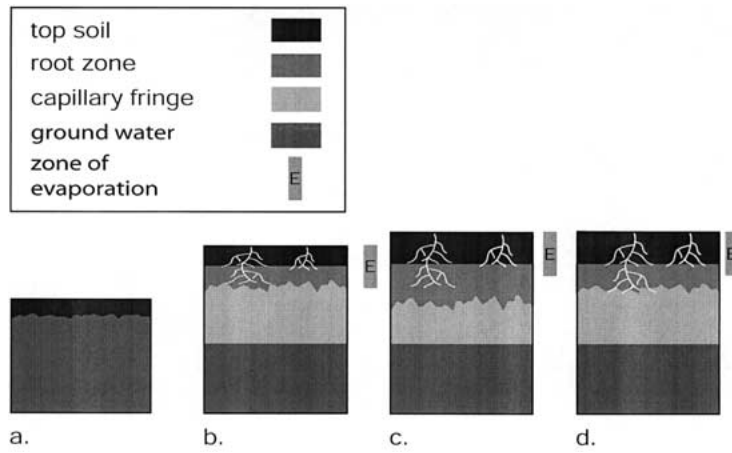 top soil
root zone
capillary fringe
ground water
zone of
evaporation
E
E
E
E
a.
b.
c.
d.